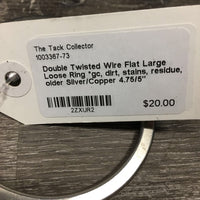 The Tack Collector
1003367-73
Double Twisted Wire Flat Large
Loose Ring *gc, dirt, stains, residue,
older Silver/Copper 4.75/5"
$20.00
2ZXUR2